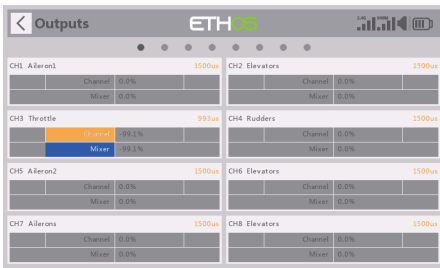 Outputs
ETHOS
2.4G
900M
CH1 Aileron1 1500us
Channel 0.0%
Mixer 0.0%
CH2 Elevators 1500us
Channel 0.0%
Mixer 0.0%
CH3 Throttle 993us
Channel -99.1%
Mixer -99.1%
CH4 Rudders 1500us
Channel 0.0%
Mixer 0.0%
CH5 Aileron2 1500us
Channel 0.0%
Mixer 0.0%
CH6 Elevators 1500us
Channel 0.0%
Mixer 0.0%
CH7 Ailerons 1500us
Channel 0.0%
Mixer 0.0%
CH8 Elevators 1500us
Channel 0.0%
Mixer 0.0%